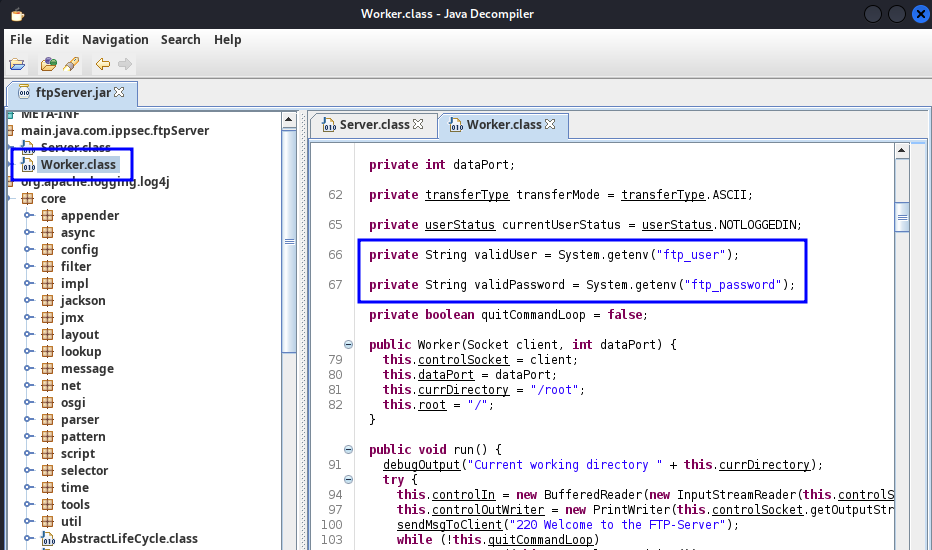 Worker.class - Java Decompiler
File Edit Navigation Search Help
ftpServer.jar
META-INF
main.java.com.ippsec.ftpServer
Server.class
Worker.class
org.apache.logging.log4j
core
appender
async
config
filter
impl
jackson
jmx
layout
lookup
message
net
osgi
parser
pattern
script
selector
time
tools
util
AbstractLifeCycle.class
Server.class Worker.class
private int dataPort;
62 private transferType transferMode = transferType.ASCII;
65 private userStatus currentUserStatus = userStatus.NOTLOGGEDIN;
66 private String validUser = System.getenv("ftp_user");
67 private String validPassword = System.getenv("ftp_password");
private boolean quitCommandLoop = false;
public Worker(Socket client, int dataPort) {
79 this.controlSocket = client;
80 this.dataPort = dataPort;
81 this.currDirectory = "/root";
82 this.root = "/";
}
public void run() {
91 debugOutput("Current working directory " + this.currDirectory);
try {
94 this.controlIn = new BufferedReader(new InputStreamReader(this.controlS
97 this.controlOutWriter = new PrintWriter(this.controlSocket.getOutputStr
100 sendMsgToClient("220 Welcome to the FTP-Server");
103 while (!this.quitCommandLoop)